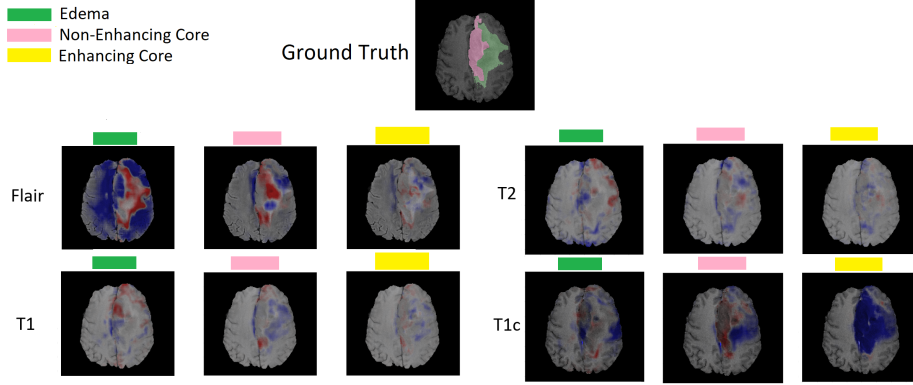 Edema
Non-Enhancing Core
Enhancing Core
Ground Truth
Flair
T2
T1
T1c